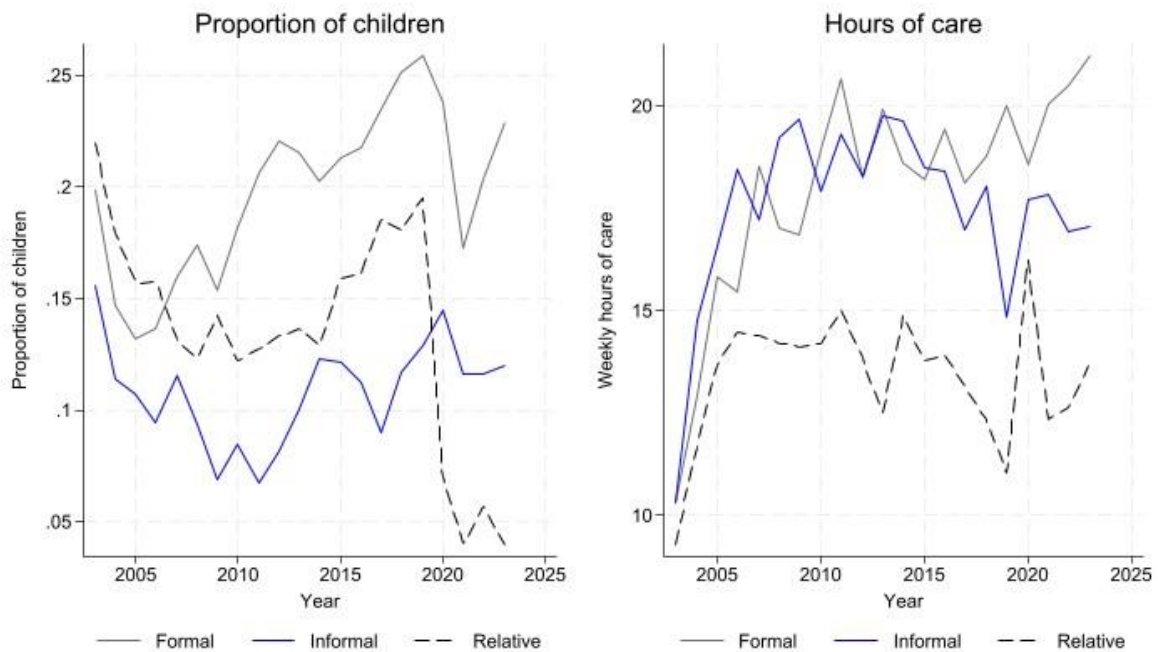 Proportion of children
Proportion of children
.25
.2
.15
.1
.05
2005 2010 2015 2020 2025
Year
Formal Informal Relative
Hours of care
Weekly hours of care
20
15
10
2005 2010 2015 2020 2025
Year
Formal Informal Relative